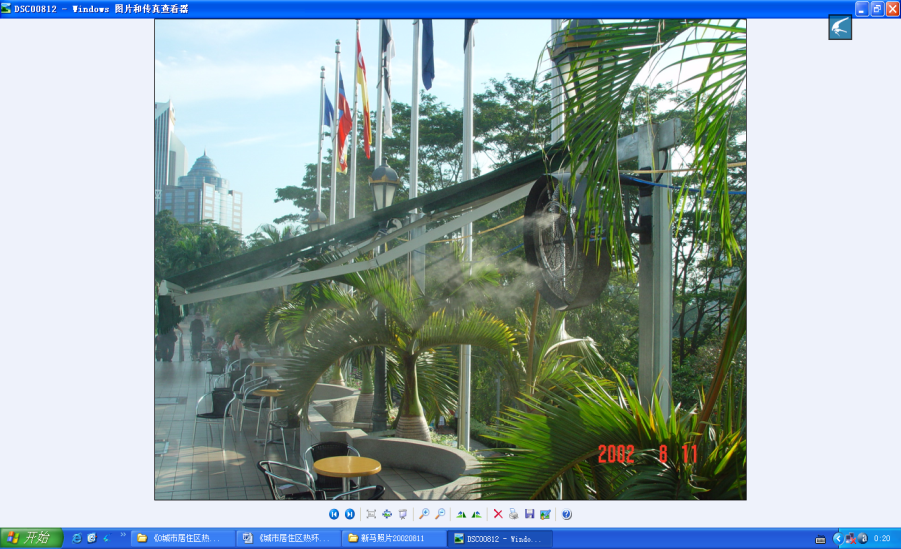 DSC00812 - Windows 图片和传真查看器
2002 8 11
开始
《0城市居住区热...
《城市居住区热环...
新马照片20020811
DSC00812 - Windo...
0:20